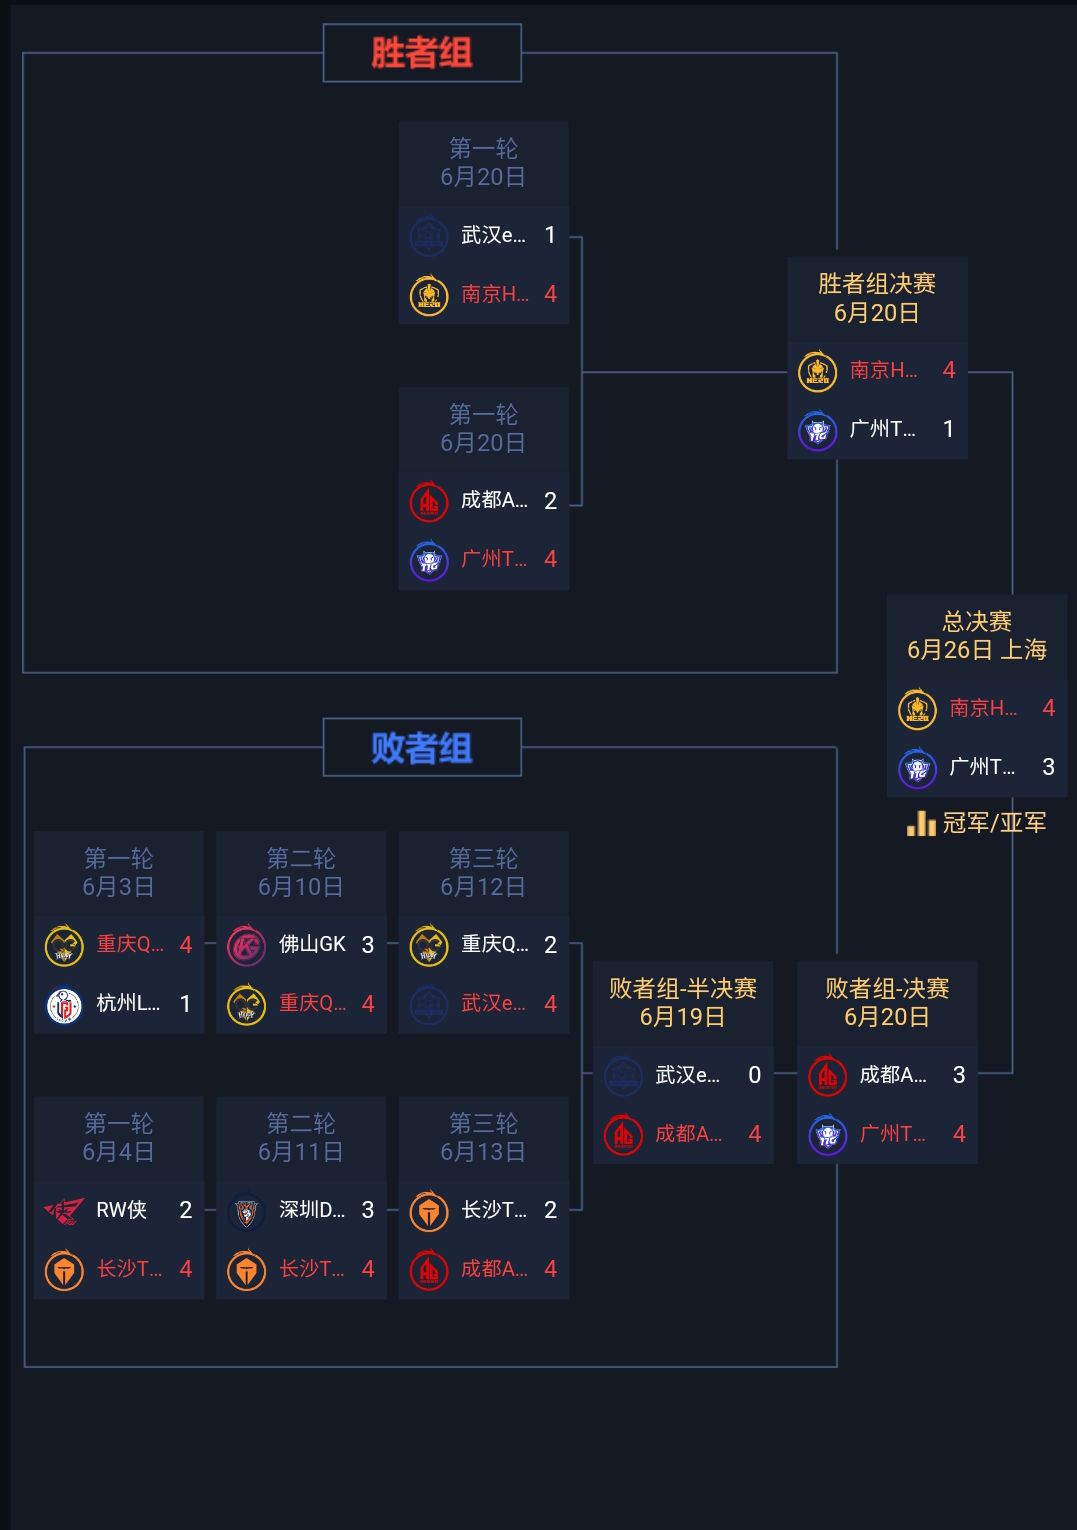 胜者组
第一轮
6月20日
武汉e... 1
南京H... 4
第一轮
6月20日
成都A... 2
广州T... 4
胜者组决赛
6月20日
南京H... 4
广州T... 1
总决赛
6月26日 上海
南京H... 4
广州T... 3
冠军/亚军
败者组
第一轮
6月3日
重庆Q... 4
杭州L... 1
第二轮
6月10日
佛山GK 3
重庆Q... 4
第三轮
6月12日
重庆Q... 2
武汉e... 4
第一轮
6月4日
RW侠 2
长沙T... 4
第二轮
6月11日
深圳D... 3
长沙T... 4
第三轮
6月13日
长沙T... 2
成都A... 4
败者组-半决赛
6月19日
武汉e... 0
成都A... 4
败者组-决赛
6月20日
成都A... 3
广州T... 4